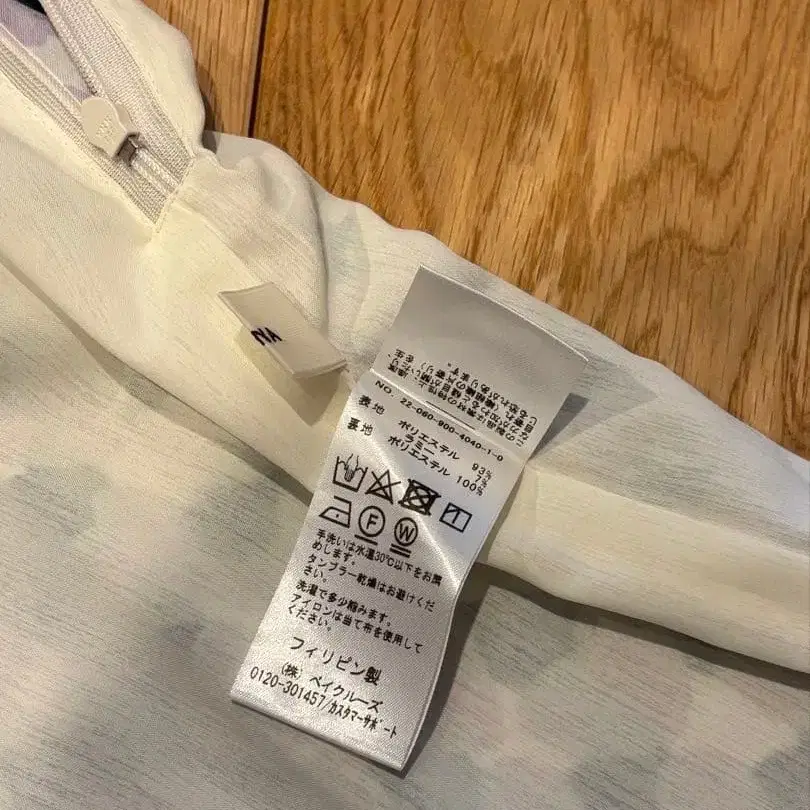 NA
NO. 22-060-900-4040-1-0
表地 ポリエステル 93%
ラミー 7%
裏地 ポリエステル 100%
F W
手洗いは水温30℃以下をお薦
めします。
タンブラー乾燥はお避けくだ
さい。
洗濯で多少縮みます。
アイロンは当て布を使用して
ください。
フィリピン製
(株) ベイクルーズ
0120-301457/カスタマーサポート